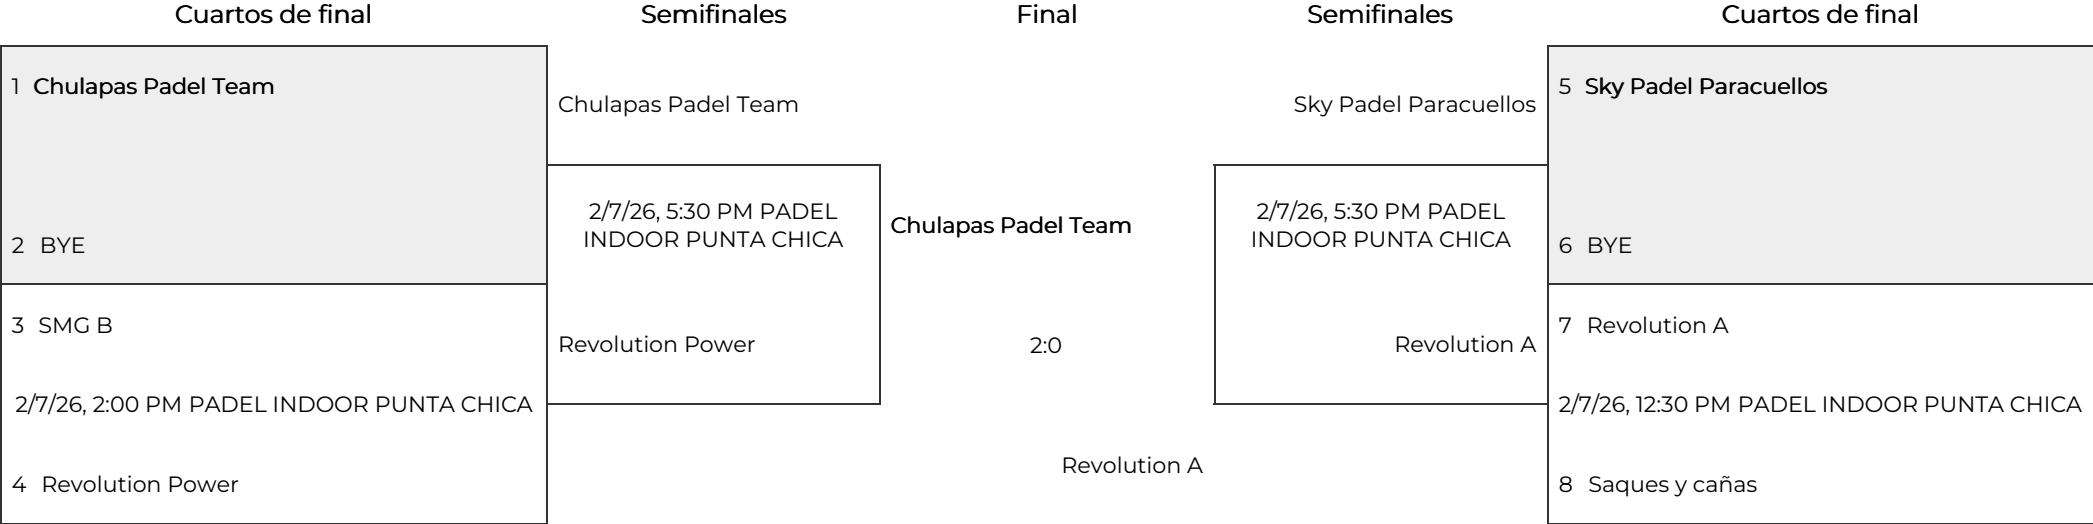 Cuartos de final
Semifinales
Final
Semifinales
Cuartos de final
1 Chulapas Padel Team
2 BYE
3 SMG B
2/7/26, 2:00 PM PADEL INDOOR PUNTA CHICA
4 Revolution Power
Chulapas Padel Team
2/7/26, 5:30 PM PADEL
INDOOR PUNTA CHICA
Revolution Power
Chulapas Padel Team
2:0
Revolution A
Sky Padel Paracuellos
2/7/26, 5:30 PM PADEL
INDOOR PUNTA CHICA
Revolution A
5 Sky Padel Paracuellos
6 BYE
7 Revolution A
2/7/26, 12:30 PM PADEL INDOOR PUNTA CHICA
8 Saques y cañas